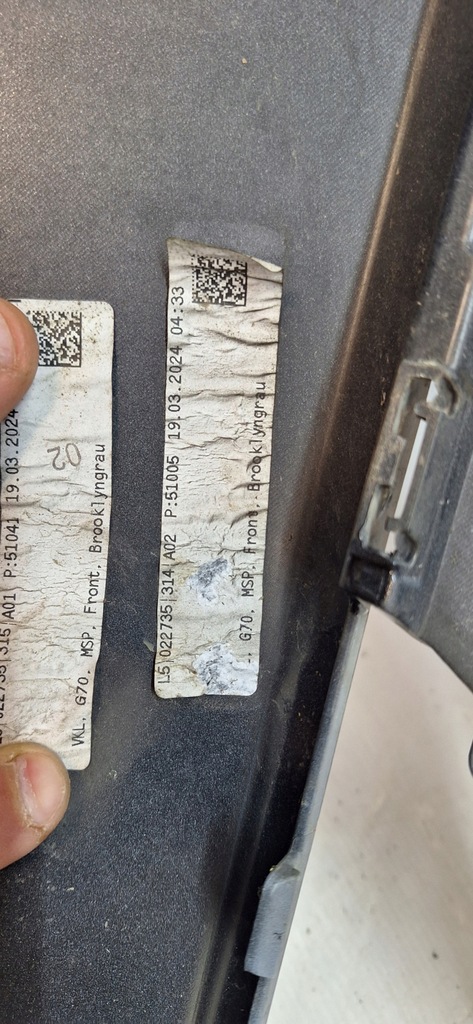 022735 315 A01 P:51041 19.03.2024
VKL. G70. MSP. Front. Brooklyngrau
02
L5 022735 314 A02 P:51005 19.03.2024 04:33
G70. MSP. Front. Brooklyngrau